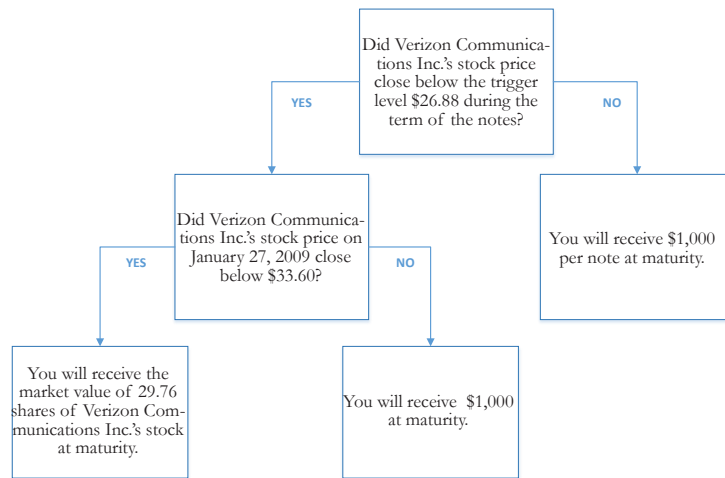 Did Verizon Communica-
tions Inc.'s stock price
close below the trigger
level $26.88 during the
term of the notes?
YES
NO
Did Verizon Communica-
tions Inc.'s stock price on
January 27, 2009 close
below $33.60?
You will receive $1,000
per note at maturity.
YES
NO
You will receive the
market value of 29.76
shares of Verizon Com-
munications Inc.'s stock
at maturity.
You will receive $1,000
at maturity.